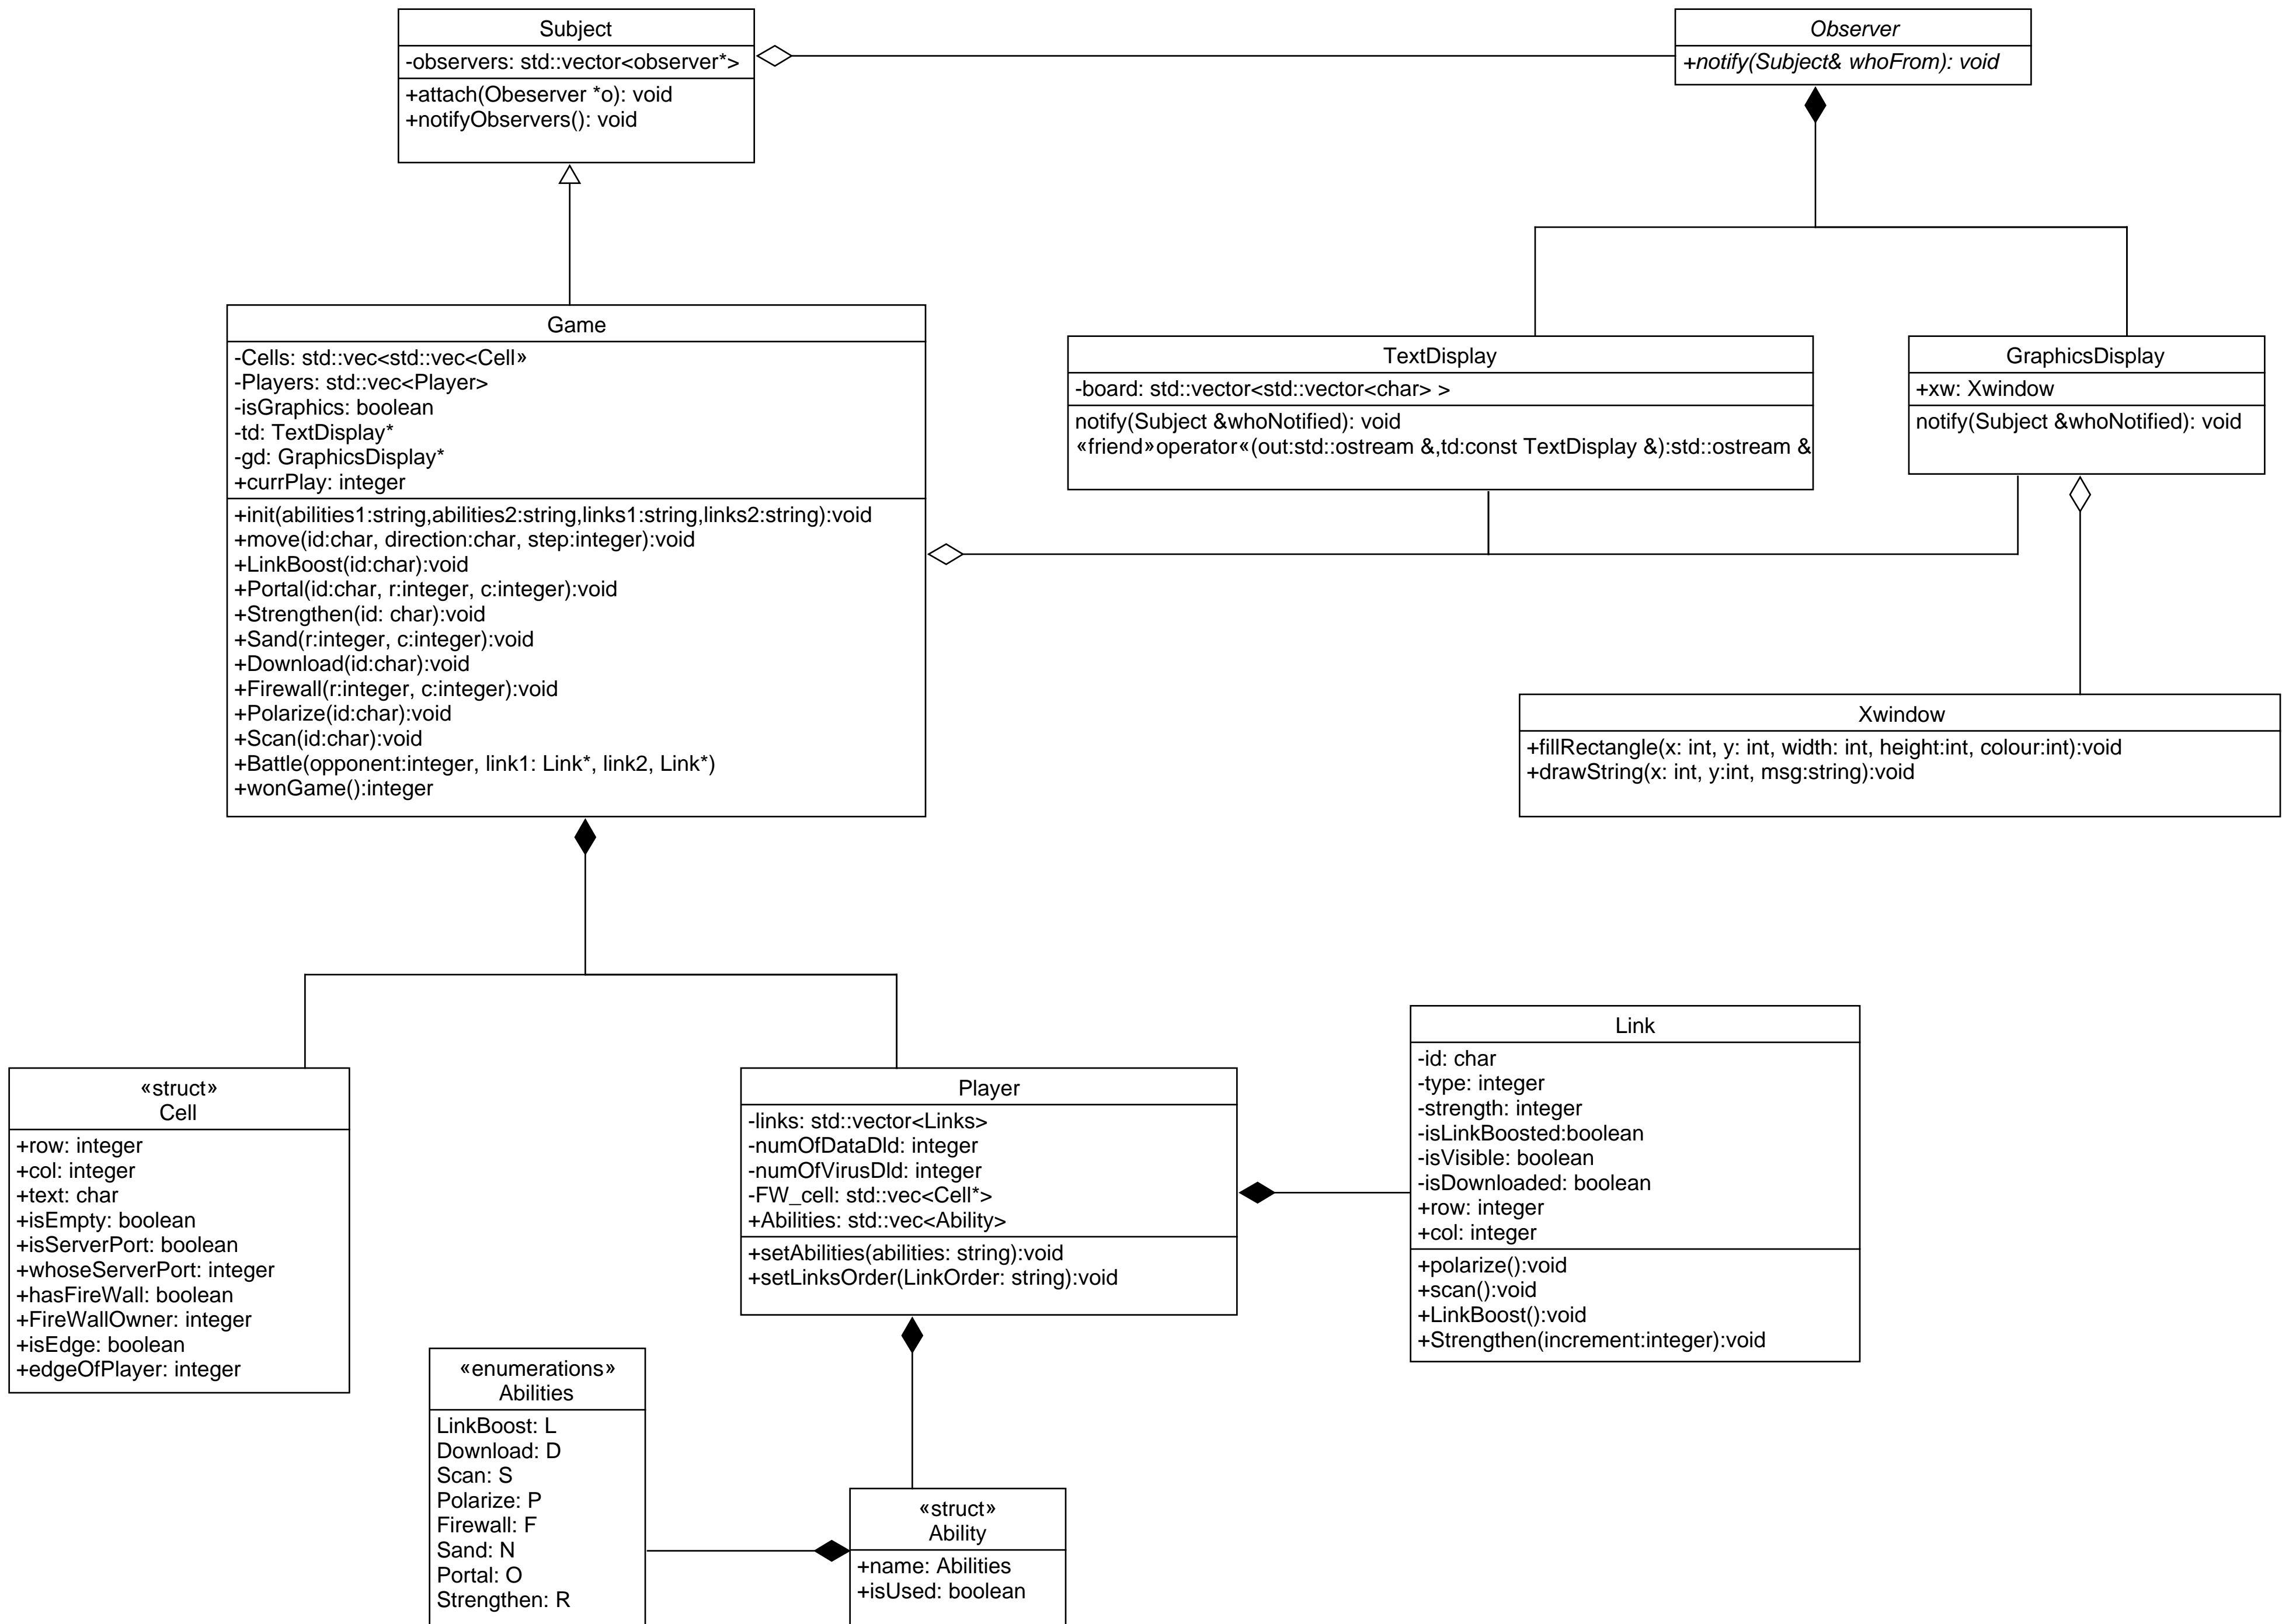 Subject
-observers: std::vector<observer*>
+attach(Obeserver *o): void
+notifyObservers(): void
Observer
+notify(Subject& whoFrom): void
Game
-Cells: std::vec<std::vec<Cell»
-Players: std::vec<Player>
-isGraphics: boolean
-td: TextDisplay*
-gd: GraphicsDisplay*
+currPlay: integer
+init(abilities1:string,abilities2:string,links1:string,links2:string):void
+move(id:char, direction:char, step:integer):void
+LinkBoost(id:char):void
+Portal(id:char, r:integer, c:integer):void
+Strengthen(id: char):void
+Sand(r:integer, c:integer):void
+Download(id:char):void
+Firewall(r:integer, c:integer):void
+Polarize(id:char):void
+Scan(id:char):void
+Battle(opponent:integer, link1: Link*, link2, Link*)
+wonGame():integer
TextDisplay
-board: std::vector<std::vector<char> >
notify(Subject &whoNotified): void
«friend»operator«(out:std::ostream &,td:const TextDisplay &):std::ostream &
GraphicsDisplay
+xw: Xwindow
notify(Subject &whoNotified): void
Xwindow
+fillRectangle(x: int, y: int, width: int, height:int, colour:int):void
+drawString(x: int, y:int, msg:string):void
«struct»
Cell
+row: integer
+col: integer
+text: char
+isEmpty: boolean
+isServerPort: boolean
+whoseServerPort: integer
+hasFireWall: boolean
+FireWallOwner: integer
+isEdge: boolean
+edgeOfPlayer: integer
Player
-links: std::vector<Links>
-numOfDataDld: integer
-numOfVirusDld: integer
-FW_cell: std::vec<Cell*>
+Abilities: std::vec<Ability>
+setAbilities(abilities: string):void
+setLinksOrder(LinkOrder: string):void
Link
-id: char
-type: integer
-strength: integer
-isLinkBoosted:boolean
-isVisible: boolean
-isDownloaded: boolean
+row: integer
+col: integer
+polarize():void
+scan():void
+LinkBoost():void
+Strengthen(increment:integer):void
«enumerations»
Abilities
LinkBoost: L
Download: D
Scan: S
Polarize: P
Firewall: F
Sand: N
Portal: O
Strengthen: R
«struct»
Ability
+name: Abilities
+isUsed: boolean